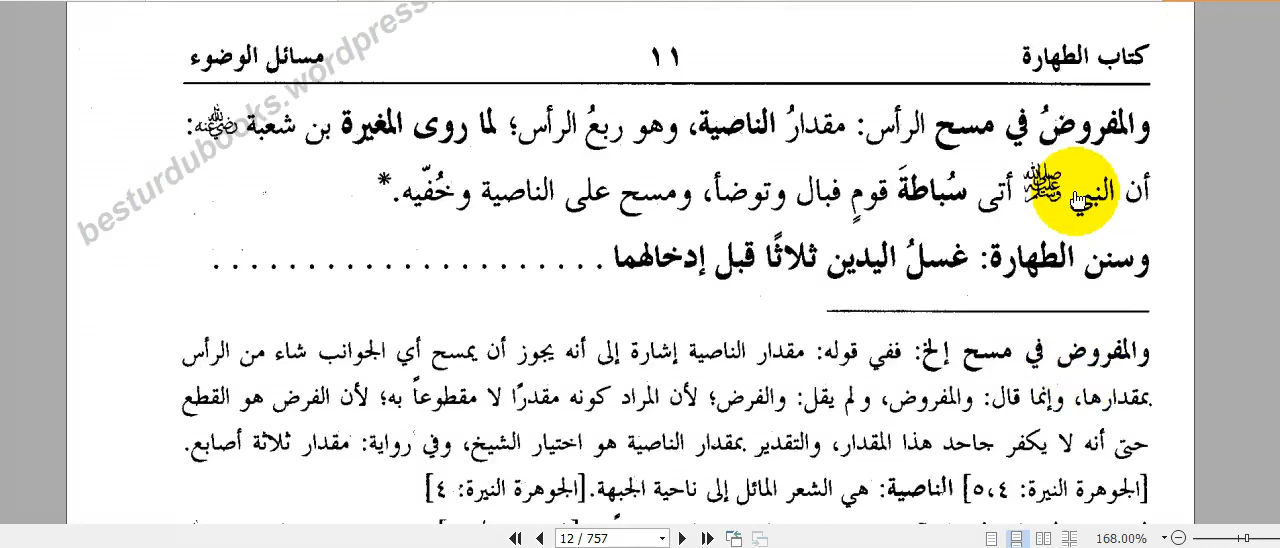 besturdubooks.wordpress.
كتاب الطهارة ١١ مسائل الوضوء
والمفروضُ في مسح الرأس: مقدارُ الناصية، وهو ربعُ الرأس؛ لما روى المغيرة بن شعبة رضي الله عنه:
أن النبي ﷺ أتى سُباطةَ قومٍ فبال وتوضأ، ومسح على الناصية وخُفّيه.*
وسنن الطهارة: غسلُ اليدين ثلاثًا قبل إدخالهما . . . . . . . . . . . . . . . . . . . . .
والمفروض في مسح إلخ: ففي قوله: مقدار الناصية إشارة إلى أنه يجوز أن يمسح أي الجوانب شاء من الرأس
بمقدارها، وإنما قال: والمفروض، ولم يقل: والفرض؛ لأن المراد كونه مقدرًا لا مقطوعاً به؛ لأن الفرض هو القطع
حتى أنه لا يكفر جاحد هذا المقدار، والتقدير بمقدار الناصية هو اختيار الشيخ، وفي رواية: مقدار ثلاثة أصابع.
[الجوهرة النيرة: ٥،٤] الناصية: هي الشعر المائل إلى ناحية الجبهة.[الجوهرة النيرة: ٤]
12 / 757
168.00%